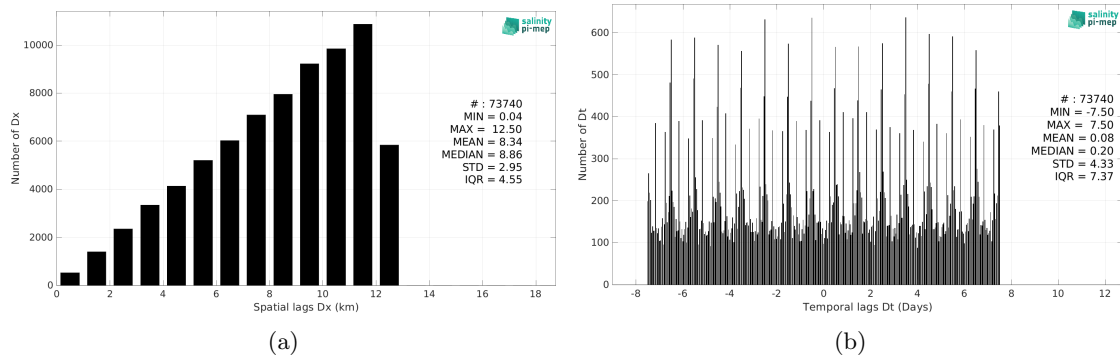 salinity
pi-mep
10000
8000
6000
4000
2000
0
Number of Dx
# : 73740
MIN = 0.04
MAX = 12.50
MEAN = 8.34
MEDIAN = 8.86
STD = 2.95
IQR = 4.55
0 2 4 6 8 10 12 14 16 18
Spatial lags Dx (km)
(a)
salinity
pi-mep
600
500
400
300
200
100
0
Number of Dt
# : 73740
MIN = -7.50
MAX = 7.50
MEAN = 0.08
MEDIAN = 0.20
STD = 4.33
IQR = 7.37
-8 -6 -4 -2 0 2 4 6 8 10 12
Temporal lags Dt (Days)
(b)